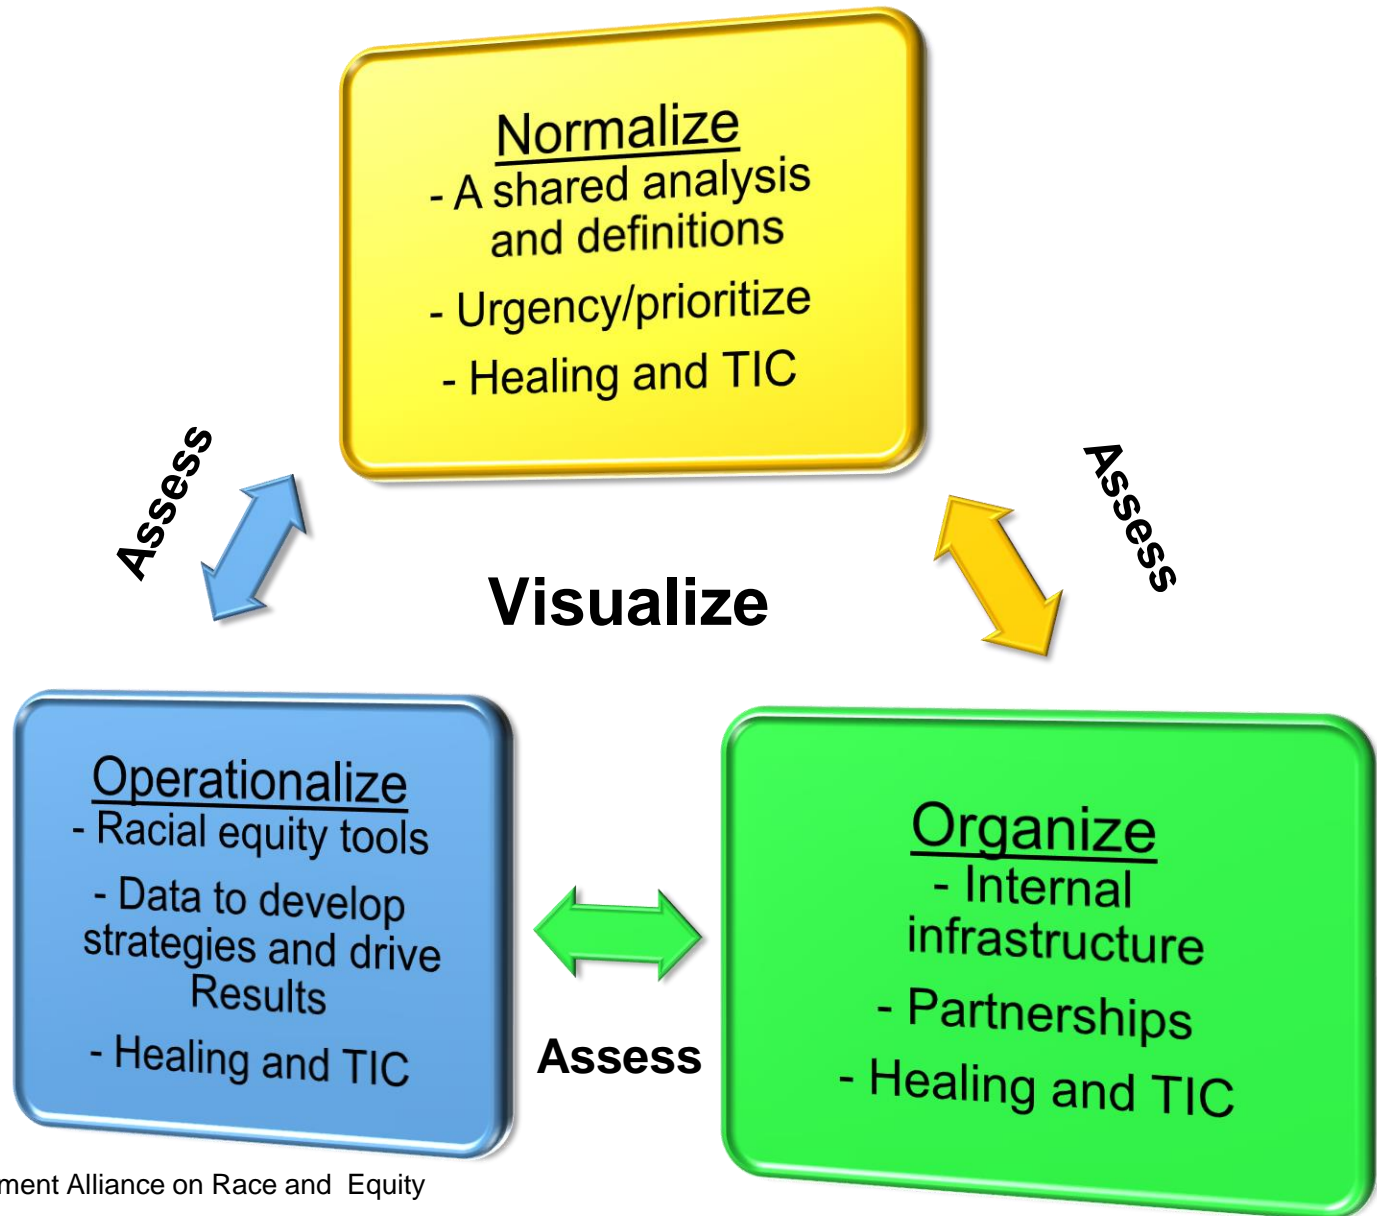 Normalize
- A shared analysis
and definitions
- Urgency/prioritize
- Healing and TIC
Assess
Assess
Visualize
Operationalize
- Racial equity tools
- Data to develop
strategies and drive
Results
- Healing and TIC
Assess
Organize
- Internal
infrastructure
- Partnerships
- Healing and TIC
ment Alliance on Race and  Equity